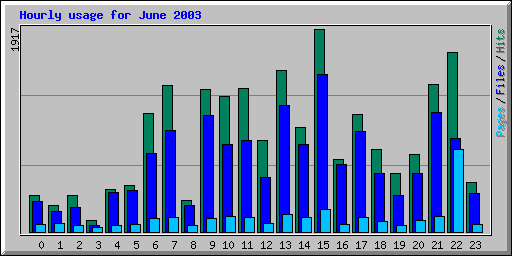 Hourly usage for June 2003
1917
Pages / Files / Hits
0 1 2 3 4 5 6 7 8 9 10 11 12 13 14 15 16 17 18 19 20 21 22 23